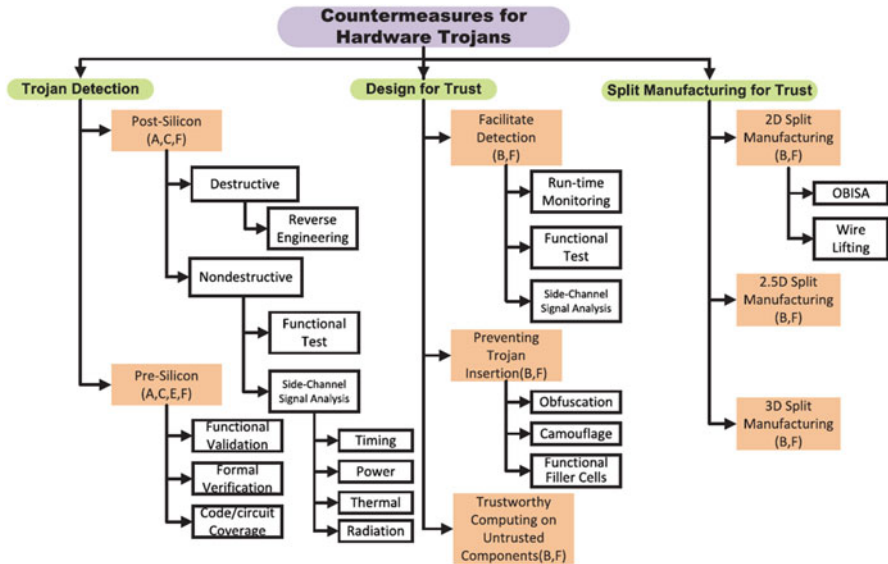 Countermeasures for
Hardware Trojans
Trojan Detection
Design for Trust
Split Manufacturing for Trust
Post-Silicon
(A,C,F)
Destructive
Reverse
Engineering
Nondestructive
Functional
Test
Side-Channel
Signal Analysis
Timing
Power
Thermal
Radiation
Pre-Silicon
(A,C,E,F)
Functional
Validation
Formal
Verification
Code/circuit
Coverage
Facilitate
Detection
(B,F)
Run-time
Monitoring
Functional
Test
Side-Channel
Signal Analysis
Preventing
Trojan
Insertion(B,F)
Obfuscation
Camouflage
Functional
Filler Cells
Trustworthy
Computing on
Untrusted
Components(B,F)
2D Split
Manufacturing
(B,F)
OBISA
Wire
Lifting
2.5D Split
Manufacturing
(B,F)
3D Split
Manufacturing
(B,F)